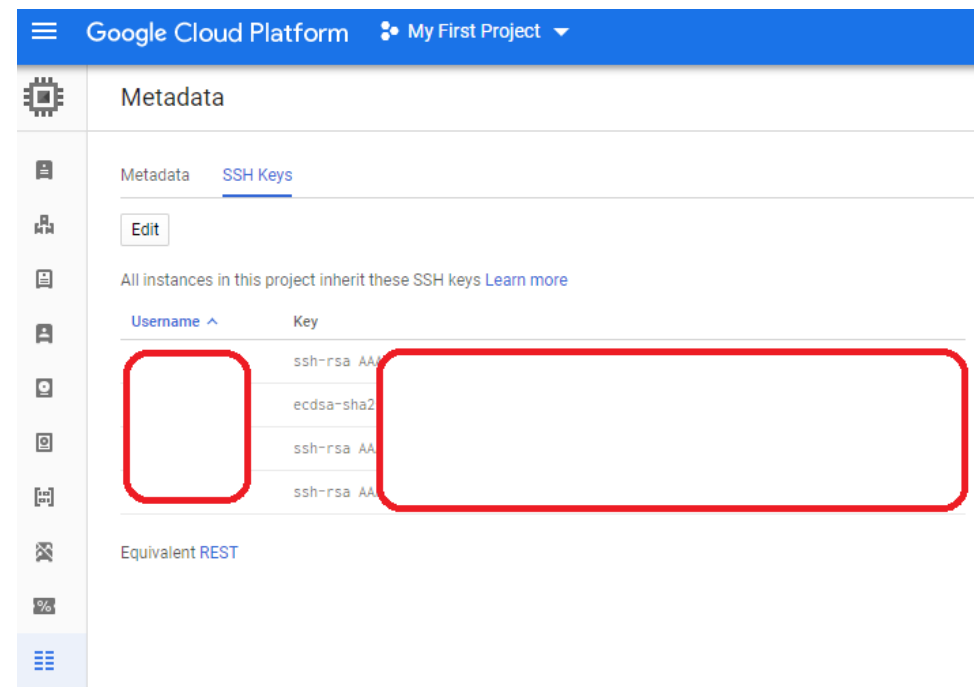 Google Cloud Platform My First Project
Metadata
Metadata SSH Keys
Edit
All instances in this project inherit these SSH keys Learn more
Username Key
ssh-rsa AAA
ecdsa-sha2
ssh-rsa AA
ssh-rsa AA
Equivalent REST
%